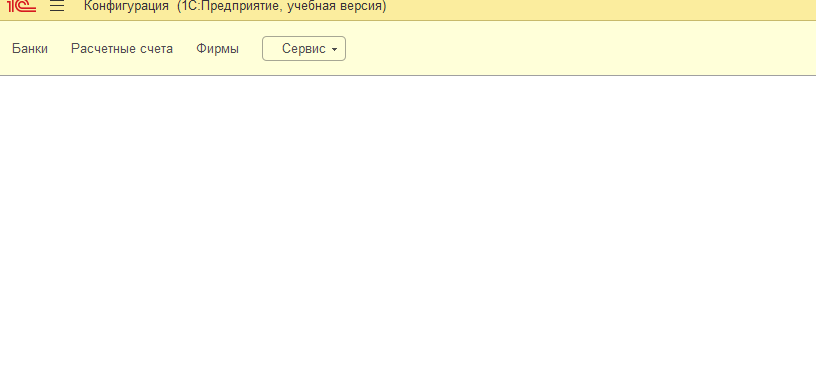 1С Конфигурация (1С:Предприятие, учебная версия)
Банки Расчетные счета Фирмы Сервис